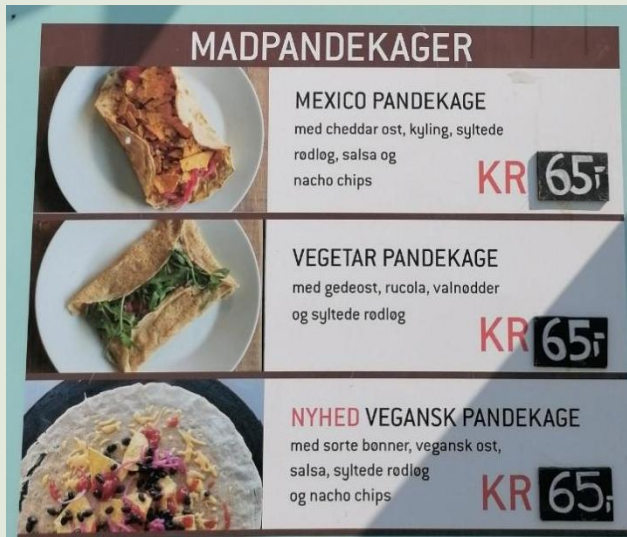 MADPANDEKAGER
MEXICO PANDEKAGE
med cheddar ost, kylling, syltede
rødløg, salsa og
nacho chips
KR 65,-
VEGETAR PANDEKAGE
med gedeost, rucola, valnødder
og syltede rødløg
KR 65,-
NYHED VEGANSK PANDEKAGE
med sorte bønner, vegansk ost,
salsa, syltede rødløg
og nacho chips
KR 65,-